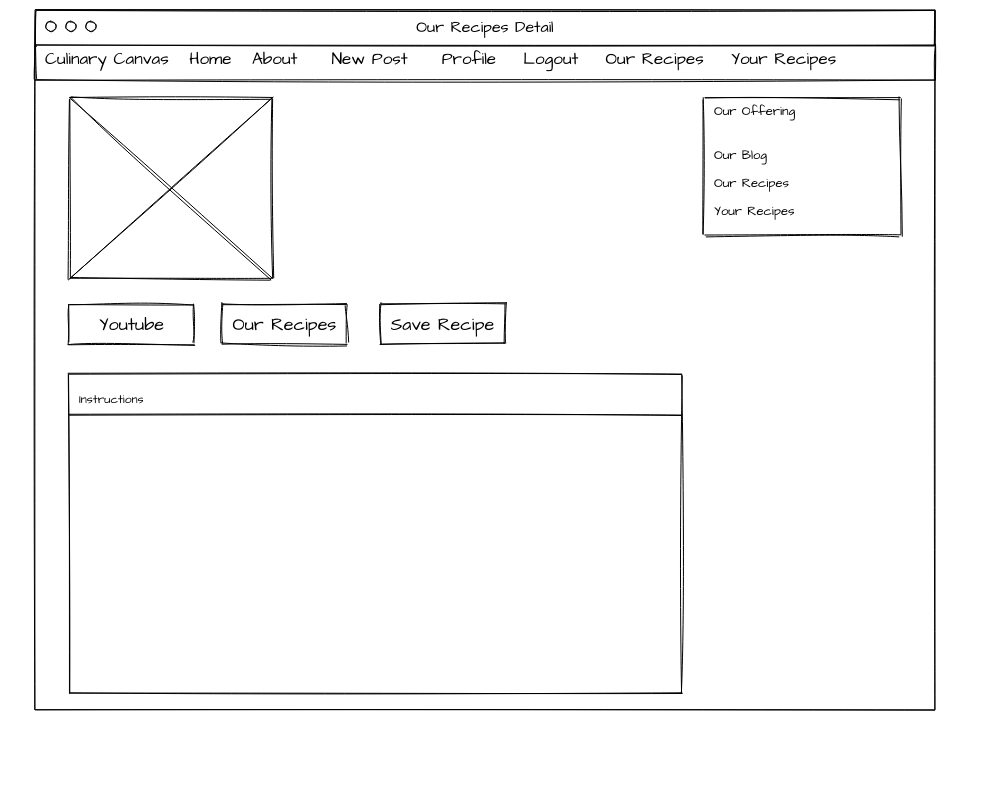 Our Recipes Detail
Culinary Canvas Home About New Post Profile Logout Our Recipes Your Recipes
Our Offering
Our Blog
Our Recipes
Your Recipes
Youtube Our Recipes Save Recipe
Instructions